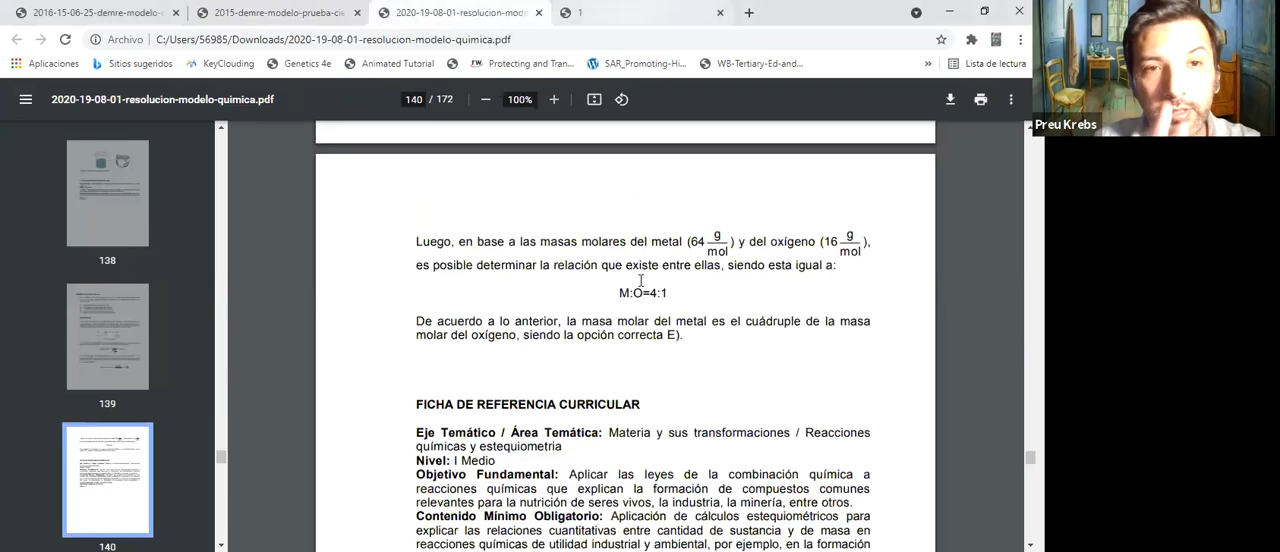 2016-15-06-25-demre-modelo-
2015-demre-modelo-prueba-cie
2020-19-08-01-resolucion-mode
1
Archivo
C:/Users/56985/Downloads/2020-19-08-01-resolucion-modelo-quimica.pdf
Aplicaciones
Sitios sugeridos
KeyClouding
Genetics 4e
Animated Tutorial
Protecting and Tran...
SAR_Promoting-Hi...
WB-Tertiary-Ed-and...
»
Lista de lectura
2020-19-08-01-resolucion-modelo-quimica.pdf
140 / 172
100%
Preu Krebs
138
139
140
Luego, en base a las masas molares del metal (64 g/mol) y del oxígeno (16 g/mol),
es posible determinar la relación que existe entre ellas, siendo esta igual a:
M:O=4:1
De acuerdo a lo anterior, la masa molar del metal es el cuádruple de la masa
molar del oxígeno, siendo la opción correcta E).
FICHA DE REFERENCIA CURRICULAR
Eje Temático / Área Temática: Materia y sus transformaciones / Reacciones
químicas y estequiometria
Nivel: I Medio
Objetivo Fundamental: Aplicar las leyes de la combinación química a
reacciones químicas que explican la formación de compuestos comunes
relevantes para la nutrición de seres vivos, la industria, la minería, entre otros.
Contenido Mínimo Obligatorio: Aplicación de cálculos estequiométricos para
explicar las relaciones cuantitativas entre cantidad de sustancia y de masa en
reacciones químicas de utilidad industrial y ambiental, por ejemplo, en la formación